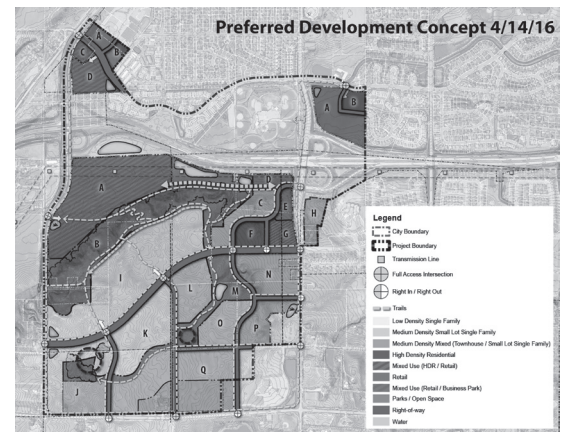 Preferred Development Concept 4/14/16
A
B
C
D
A
B
A
D
C
E
H
B
F
G
I
L
N
M
K
O
P
Q
J
Legend
City Boundary
Project Boundary
Transmission Line
Full Access Intersection
Right In / Right Out
Trails
Low Density Single Family
Medium Density Small Lot Single Family
Medium Density Mixed (Townhouse / Small Lot Single Family)
High Density Residential
Mixed Use (HDR / Retail)
Retail
Mixed Use (Retail / Business Park)
Parks / Open Space
Right-of-way
Water